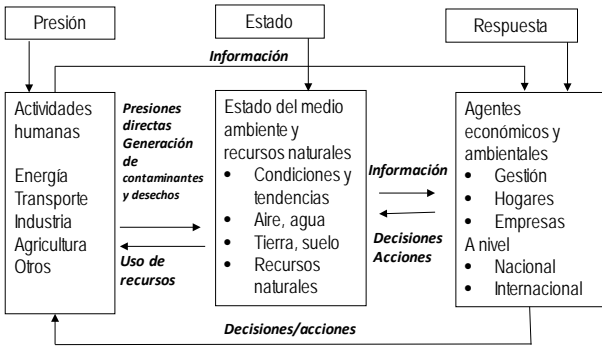 Presión
Estado
Respuesta
Información
Actividades
humanas
Energía
Transporte
Industria
Agricultura
Otros
Presiones
directas
Generación
de
contaminantes
y desechos
Uso de
recursos
Estado del medio
ambiente y
recursos naturales
• Condiciones y
tendencias
• Aire, agua
• Tierra, suelo
• Recursos
naturales
Información
Decisiones
Acciones
Agentes
económicos y
ambientales
• Gestión
• Hogares
• Empresas
A nivel
• Nacional
• Internacional
Decisiones/acciones